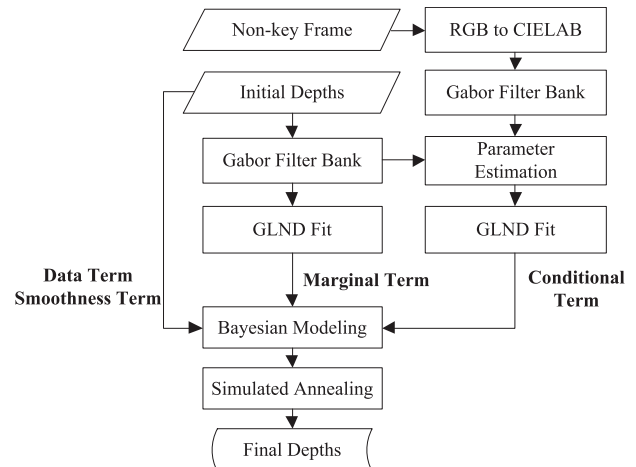 Non-key Frame
RGB to CIELAB
Initial Depths
Gabor Filter Bank
Gabor Filter Bank
Parameter
Estimation
GLND Fit
GLND Fit
Data Term
Smoothness Term
Marginal Term
Conditional
Term
Bayesian Modeling
Simulated Annealing
Final Depths